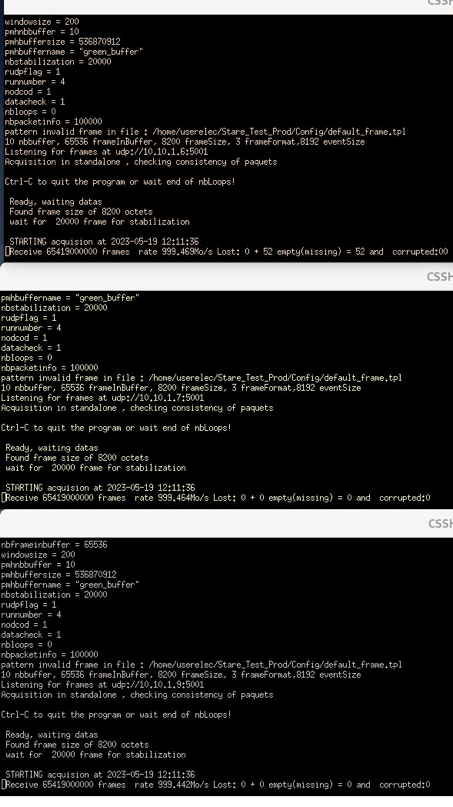 CSSH
windowsize = 200
pmhnbbuffer = 10
pmhbuffersize = 536870912
pmhbuffername = "green_buffer"
nbstabilization = 20000
rudpflag = 1
runnumber = 4
nodcod = 1
datacheck = 1
nbloops = 0
nbpacketinfo = 100000
pattern invalid frame in file : /home/userelec/Stare_Test_Prod/Config/default_frame.tpl
10 nbbuffer, 65536 frameInBuffer, 8200 frameSize, 3 frameFormat,8192 eventSize
Listening for frames at udp://10.10.1.6:5001
Acquisition in standalone , checking consistency of paquets
Ctrl-C to quit the program or wait end of nbLoops!
Ready, waiting datas
Found frame size of 8200 octets
wait for  20000 frame for stabilization
STARTING acquision at 2023-05-19 12:11:36
Receive 65419000000 frames  rate 999.469Mo/s Lost: 0 + 52 empty(missing) = 52 and  corrupted:00
CSSH
pmhbuffername = "green_buffer"
nbstabilization = 20000
rudpflag = 1
runnumber = 4
nodcod = 1
datacheck = 1
nbloops = 0
nbpacketinfo = 100000
pattern invalid frame in file : /home/userelec/Stare_Test_Prod/Config/default_frame.tpl
10 nbbuffer, 65536 frameInBuffer, 8200 frameSize, 3 frameFormat,8192 eventSize
Listening for frames at udp://10.10.1.7:5001
Acquisition in standalone , checking consistency of paquets
Ctrl-C to quit the program or wait end of nbLoops!
Ready, waiting datas
Found frame size of 8200 octets
wait for  20000 frame for stabilization
STARTING acquision at 2023-05-19 12:11:36
Receive 65419000000 frames  rate 999.464Mo/s Lost: 0 + 0 empty(missing) = 0 and  corrupted:0
CSSH
nbframeinbuffer = 65536
windowsize = 200
pmhnbbuffer = 10
pmhbuffersize = 536870912
pmhbuffername = "green_buffer"
nbstabilization = 20000
rudpflag = 1
runnumber = 4
nodcod = 1
datacheck = 1
nbloops = 0
nbpacketinfo = 100000
pattern invalid frame in file : /home/userelec/Stare_Test_Prod/Config/default_frame.tpl
10 nbbuffer, 65536 frameInBuffer, 8200 frameSize, 3 frameFormat,8192 eventSize
Listening for frames at udp://10.10.1.9:5001
Acquisition in standalone , checking consistency of paquets
Ctrl-C to quit the program or wait end of nbLoops!
Ready, waiting datas
Found frame size of 8200 octets
wait for  20000 frame for stabilization
STARTING acquision at 2023-05-19 12:11:36
Receive 65419000000 frames  rate 999.442Mo/s Lost: 0 + 0 empty(missing) = 0 and  corrupted:0